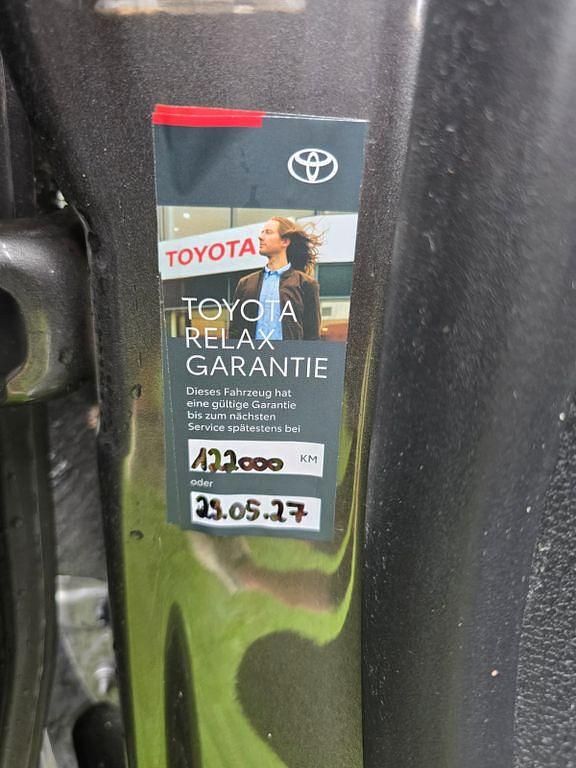 TOYOTA
TOYOTA
RELAX
GARANTIE
Dieses Fahrzeug hat
eine gültige Garantie
bis zum nächsten
Service spätestens bei
122000 KM
oder
29.05.27